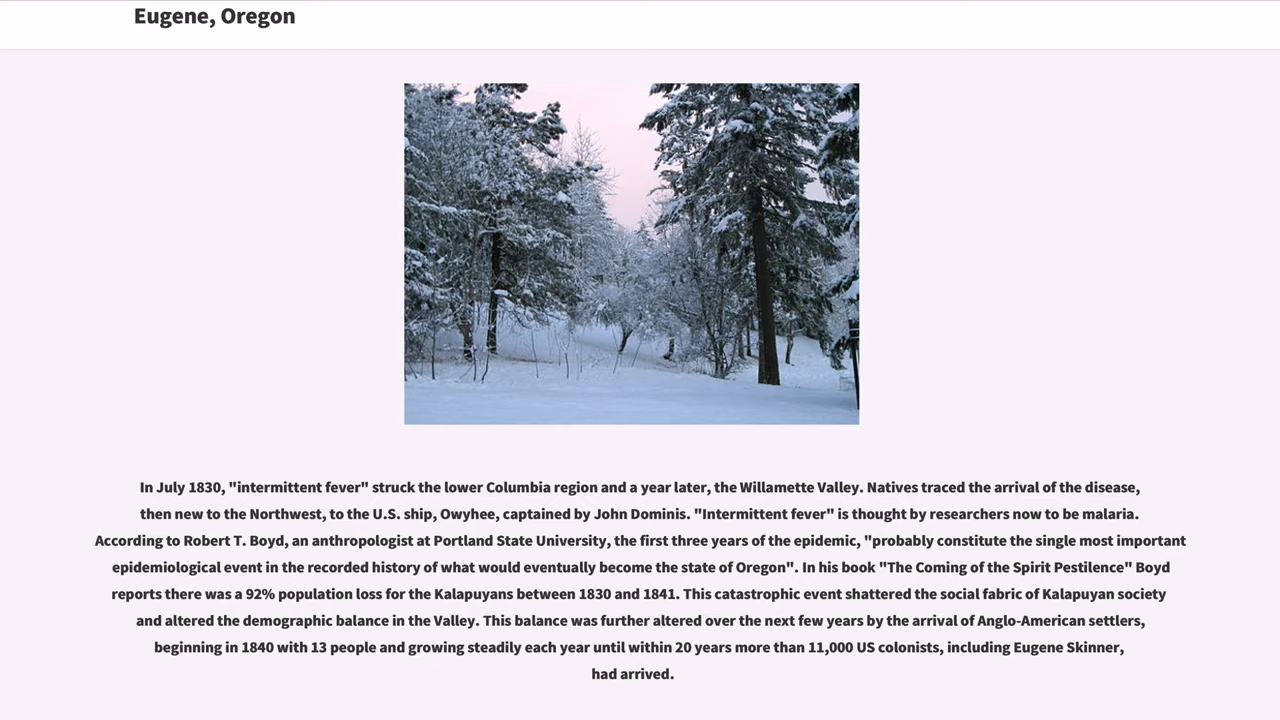 Eugene, Oregon
In July 1830, "intermittent fever" struck the lower Columbia region and a year later, the Willamette Valley. Natives traced the arrival of the disease,
then new to the Northwest, to the U.S. ship, Owyhee, captained by John Dominis. "Intermittent fever" is thought by researchers now to be malaria.
According to Robert T. Boyd, an anthropologist at Portland State University, the first three years of the epidemic, "probably constitute the single most important
epidemiological event in the recorded history of what would eventually become the state of Oregon". In his book "The Coming of the Spirit Pestilence" Boyd
reports there was a 92% population loss for the Kalapuyans between 1830 and 1841. This catastrophic event shattered the social fabric of Kalapuyan society
and altered the demographic balance in the Valley. This balance was further altered over the next few years by the arrival of Anglo-American settlers,
beginning in 1840 with 13 people and growing steadily each year until within 20 years more than 11,000 US colonists, including Eugene Skinner,
had arrived.